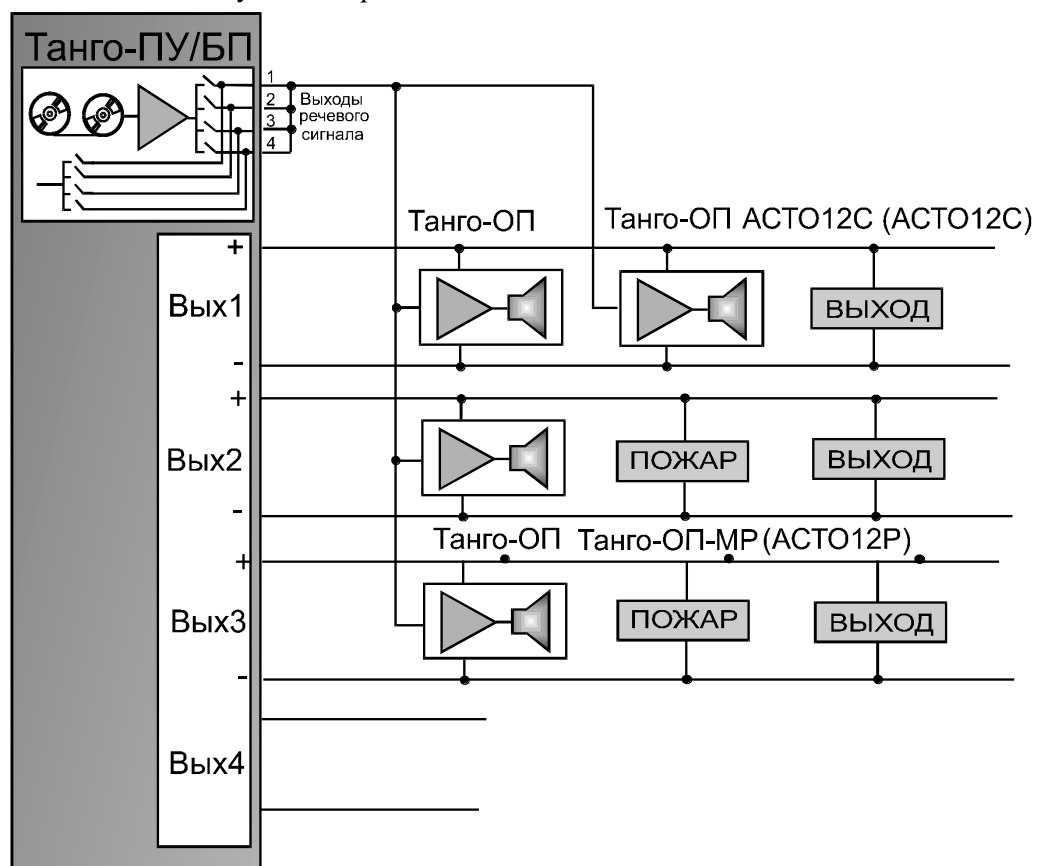 Танго-ПУ/БП
1
2
3
4
Выходы
речевого
сигнала
Танго-ОП
Танго-ОП АСТО12С (АСТО12С)
+
Вых1
-
ВЫХОД
+
Вых2
-
ПОЖАР
ВЫХОД
Танго-ОП
Танго-ОП-МР (АСТО12Р)
+
Вых3
-
ПОЖАР
ВЫХОД
Вых4